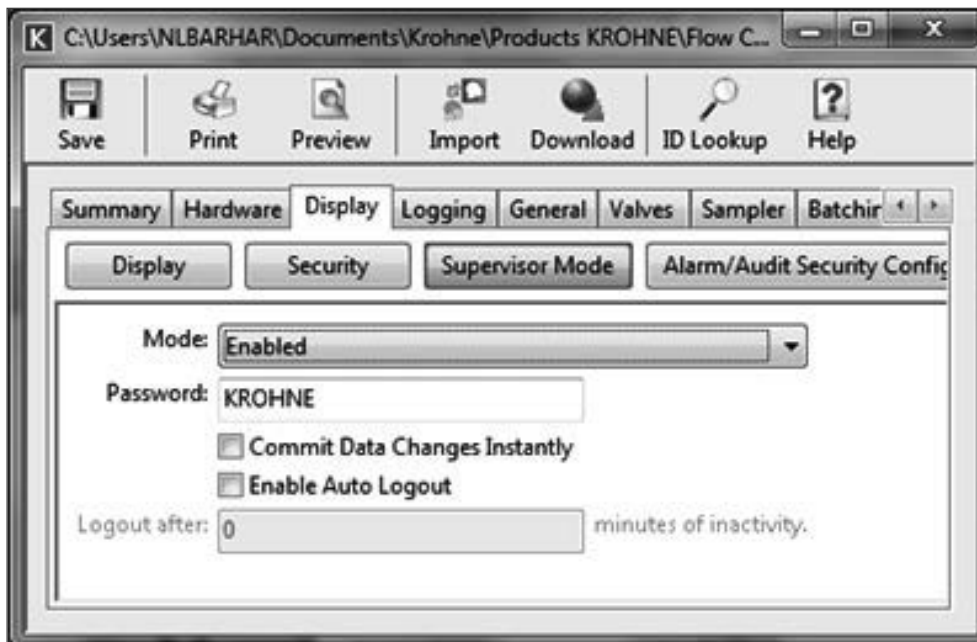 K C:\Users\NLBARHAR\Documents\Krohne\Products KROHNE\Flow C...
Save Print Preview Import Download ID Lookup Help
Summary Hardware Display Logging General Valves Sampler Batchin
Display Security Supervisor Mode Alarm/Audit Security Config
Mode: Enabled
Password: KROHNE
Commit Data Changes Instantly
Enable Auto Logout
Logout after: 0 minutes of inactivity.